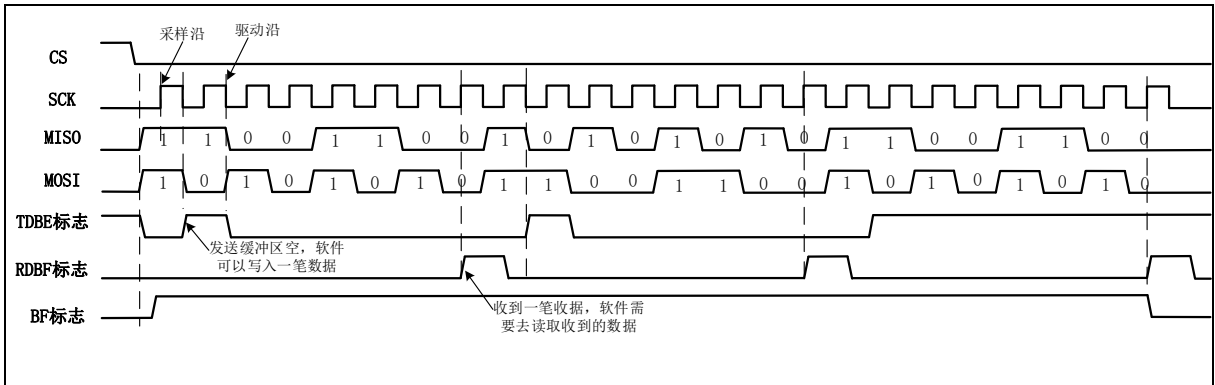 采样沿 驱动沿
CS
SCK
MISO 1 1 0 0 1 1 0 0 1 0 1 0 1 0 1 0 1 1 0 0 1 1 0 0
MOSI 1 0 1 0 1 0 1 0 1 1 0 0 1 1 0 0 1 0 1 0 1 0 1 0
TDBE标志
发送缓冲区空，软件
可以写入一笔数据
RDBF标志
收到一笔收据，软件需
要去读取收到的数据
BF标志